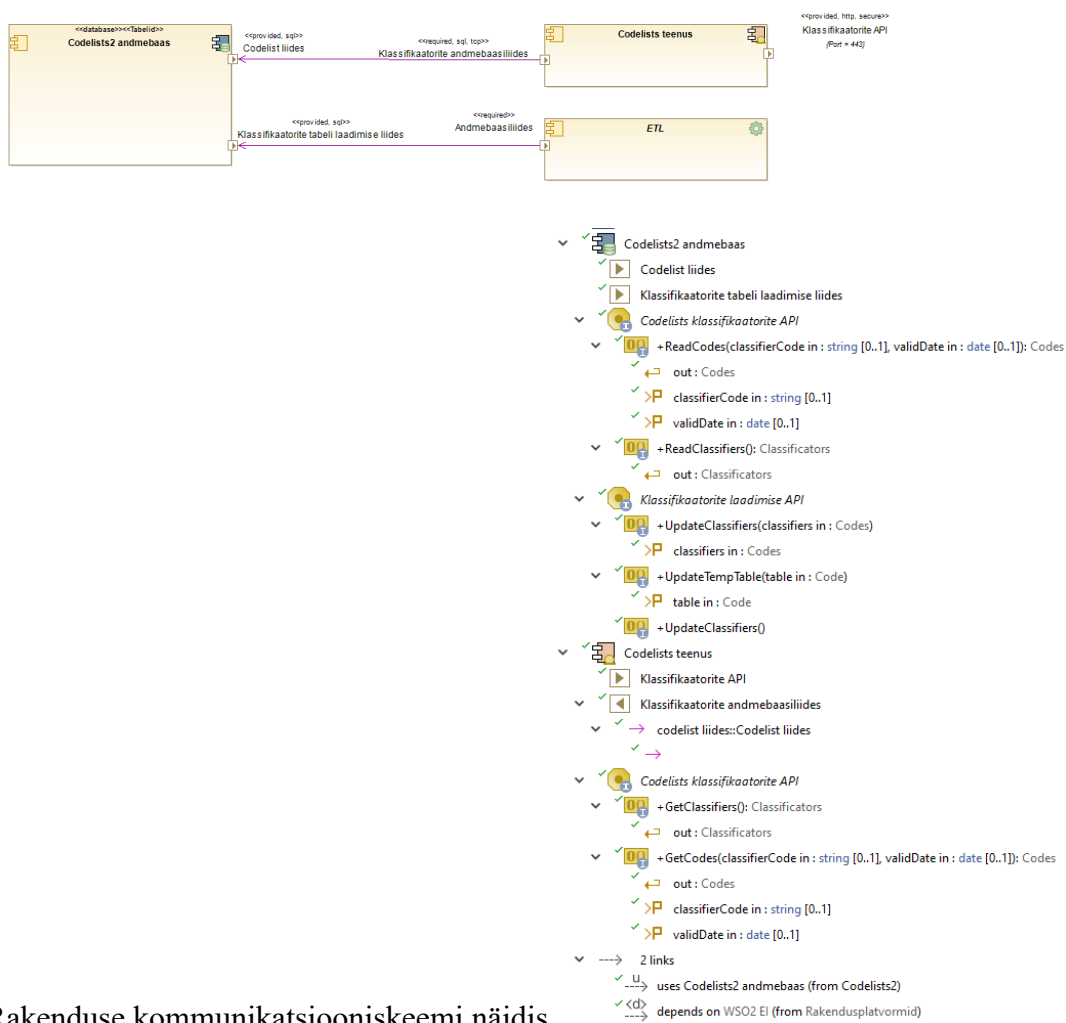 <<database>><<Tabelid>>
Codelists2 andmebaas
<<provided, sql>>
Codelist liides
<<required, sql, tcp>>
Klassifikaatorite andmebaasiliides
Codelists teenus
<<provided, http, secure>>
Klassifikaatorite API
(Port = 443)
<<provided, sql>>
Klassifikaatorite tabeli laadimise liides
<<required>>
Andmebaasiliides
ETL
Codelists2 andmebaas
Codelist liides
Klassifikaatorite tabeli laadimise liides
Codelists klassifikaatorite API
+ReadCodes(classifierCode in : string [0..1], validDate in : date [0..1]): Codes
out : Codes
classifierCode in : string [0..1]
validDate in : date [0..1]
+ReadClassifiers(): Classificators
out : Classificators
Klassifikaatorite laadimise API
+UpdateClassifiers(classifiers in : Codes)
classifiers in : Codes
+UpdateTempTable(table in : Code)
table in : Code
+UpdateClassifiers()
Codelists teenus
Klassifikaatorite API
Klassifikaatorite andmebaasiliides
codelist liides::Codelist liides
Codelists klassifikaatorite API
+GetClassifiers(): Classificators
out : Classificators
+GetCodes(classifierCode in : string [0..1], validDate in : date [0..1]): Codes
out : Codes
classifierCode in : string [0..1]
validDate in : date [0..1]
2 links
u uses Codelists2 andmebaas (from Codelists2)
<d> depends on WSO2 EI (from Rakendusplatvormid)
Rakenduse kommunikatsiooniskeemi näidis